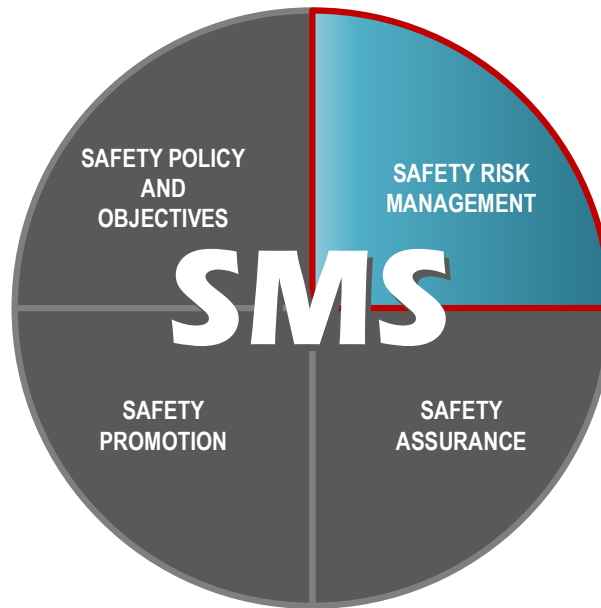 SAFETY POLICY
AND
OBJECTIVES
SAFETY RISK
MANAGEMENT
SMS
SAFETY
PROMOTION
SAFETY
ASSURANCE